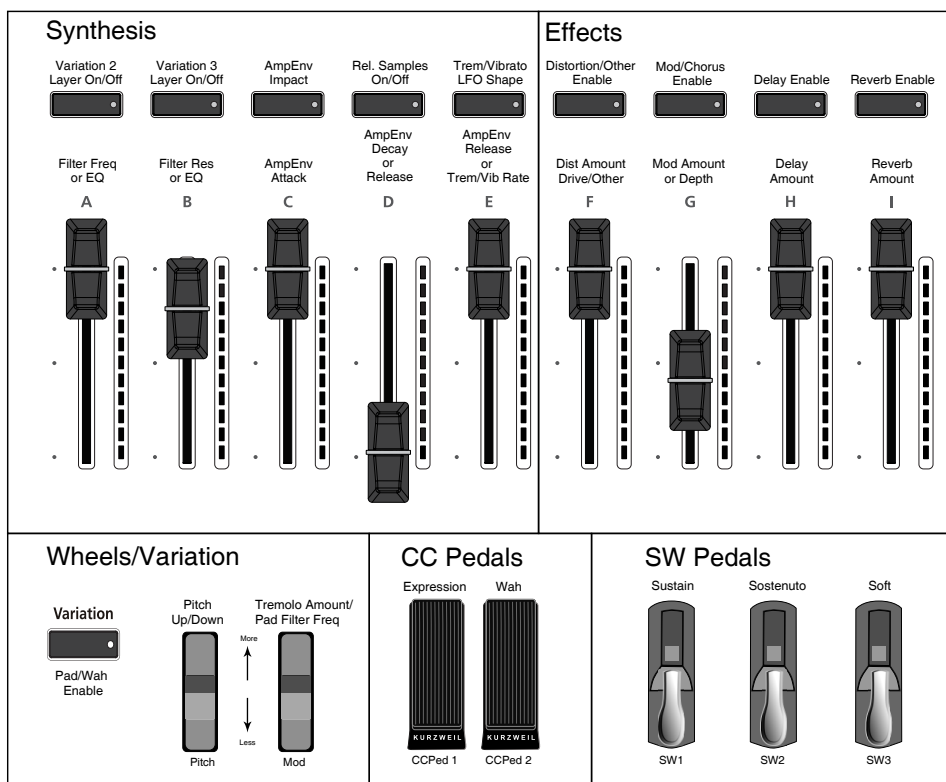 Synthesis
Effects
Variation 2
Layer On/Off
Variation 3
Layer On/Off
AmpEnv
Impact
Rel. Samples
On/Off
Trem/Vibrato
LFO Shape
Distortion/Other
Enable
Mod/Chorus
Enable
Delay Enable
Reverb Enable
Filter Freq
or EQ
Filter Res
or EQ
AmpEnv
Attack
AmpEnv
Decay
or
Release
AmpEnv
Release
or
Trem/Vib Rate
Dist Amount
Drive/Other
Mod Amount
or Depth
Delay
Amount
Reverb
Amount
A
B
C
D
E
F
G
H
I
Wheels/Variation
Variation
Pad/Wah
Enable
Pitch
Up/Down
Tremolo Amount/
Pad Filter Freq
More
Less
Pitch
Mod
CC Pedals
Expression
Wah
KURZWEIL
KURZWEIL
CCPed 1
CCPed 2
SW Pedals
Sustain
Sostenuto
Soft
SW1
SW2
SW3